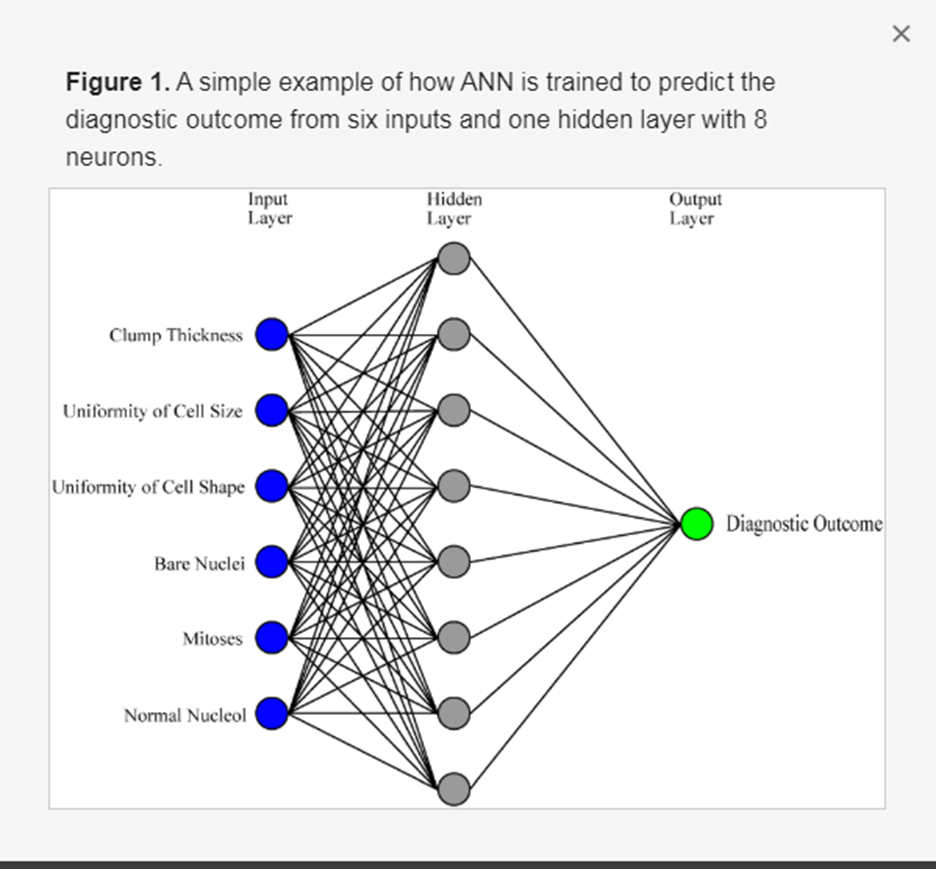 Figure 1. A simple example of how ANN is trained to predict the
diagnostic outcome from six inputs and one hidden layer with 8
neurons.
Input
Layer
Hidden
Layer
Output
Layer
Clump Thickness
Uniformity of Cell Size
Uniformity of Cell Shape
Bare Nuclei
Mitoses
Normal Nucleol
Diagnostic Outcome